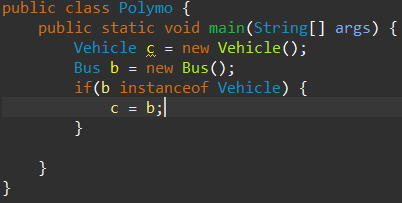 public class Polymo {
    public static void main(String[] args) {
        Vehicle c = new Vehicle();
        Bus b = new Bus();
        if(b instanceof Vehicle) {
            c = b;
        }
    }
}